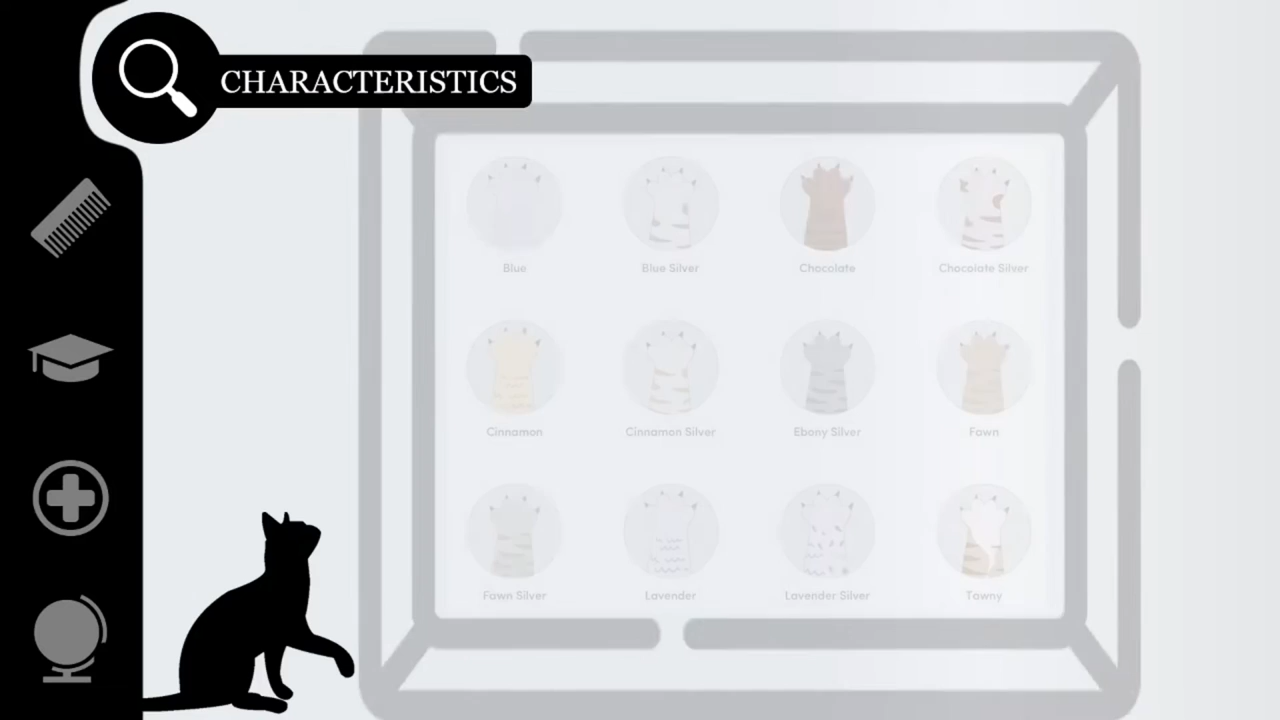 CHARACTERISTICS
Blue
Blue Silver
Chocolate
Chocolate Silver
Cinnamon
Cinnamon Silver
Ebony Silver
Fawn
Fawn Silver
Lavender
Lavender Silver
Tawny